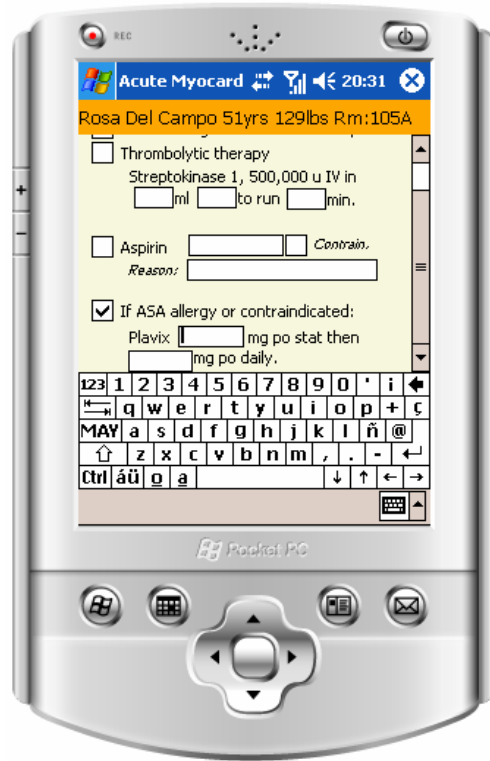 REC
Acute Myocard 20:31
Rosa Del Campo 51yrs 129lbs Rm:105A
Thrombolytic therapy
Streptokinase 1, 500,000 u IV in
ml to run min.
Aspirin Contrain.
Reason:
If ASA allergy or contraindicated:
Plavix mg po stat then
mg po daily.
123 1 2 3 4 5 6 7 8 9 0 ' ¡
q w e r t y u i o p + ç
MAY a s d f g h j k l ñ @
z x c v b n m , . -
Ctrl áü º ª
Pocket PC